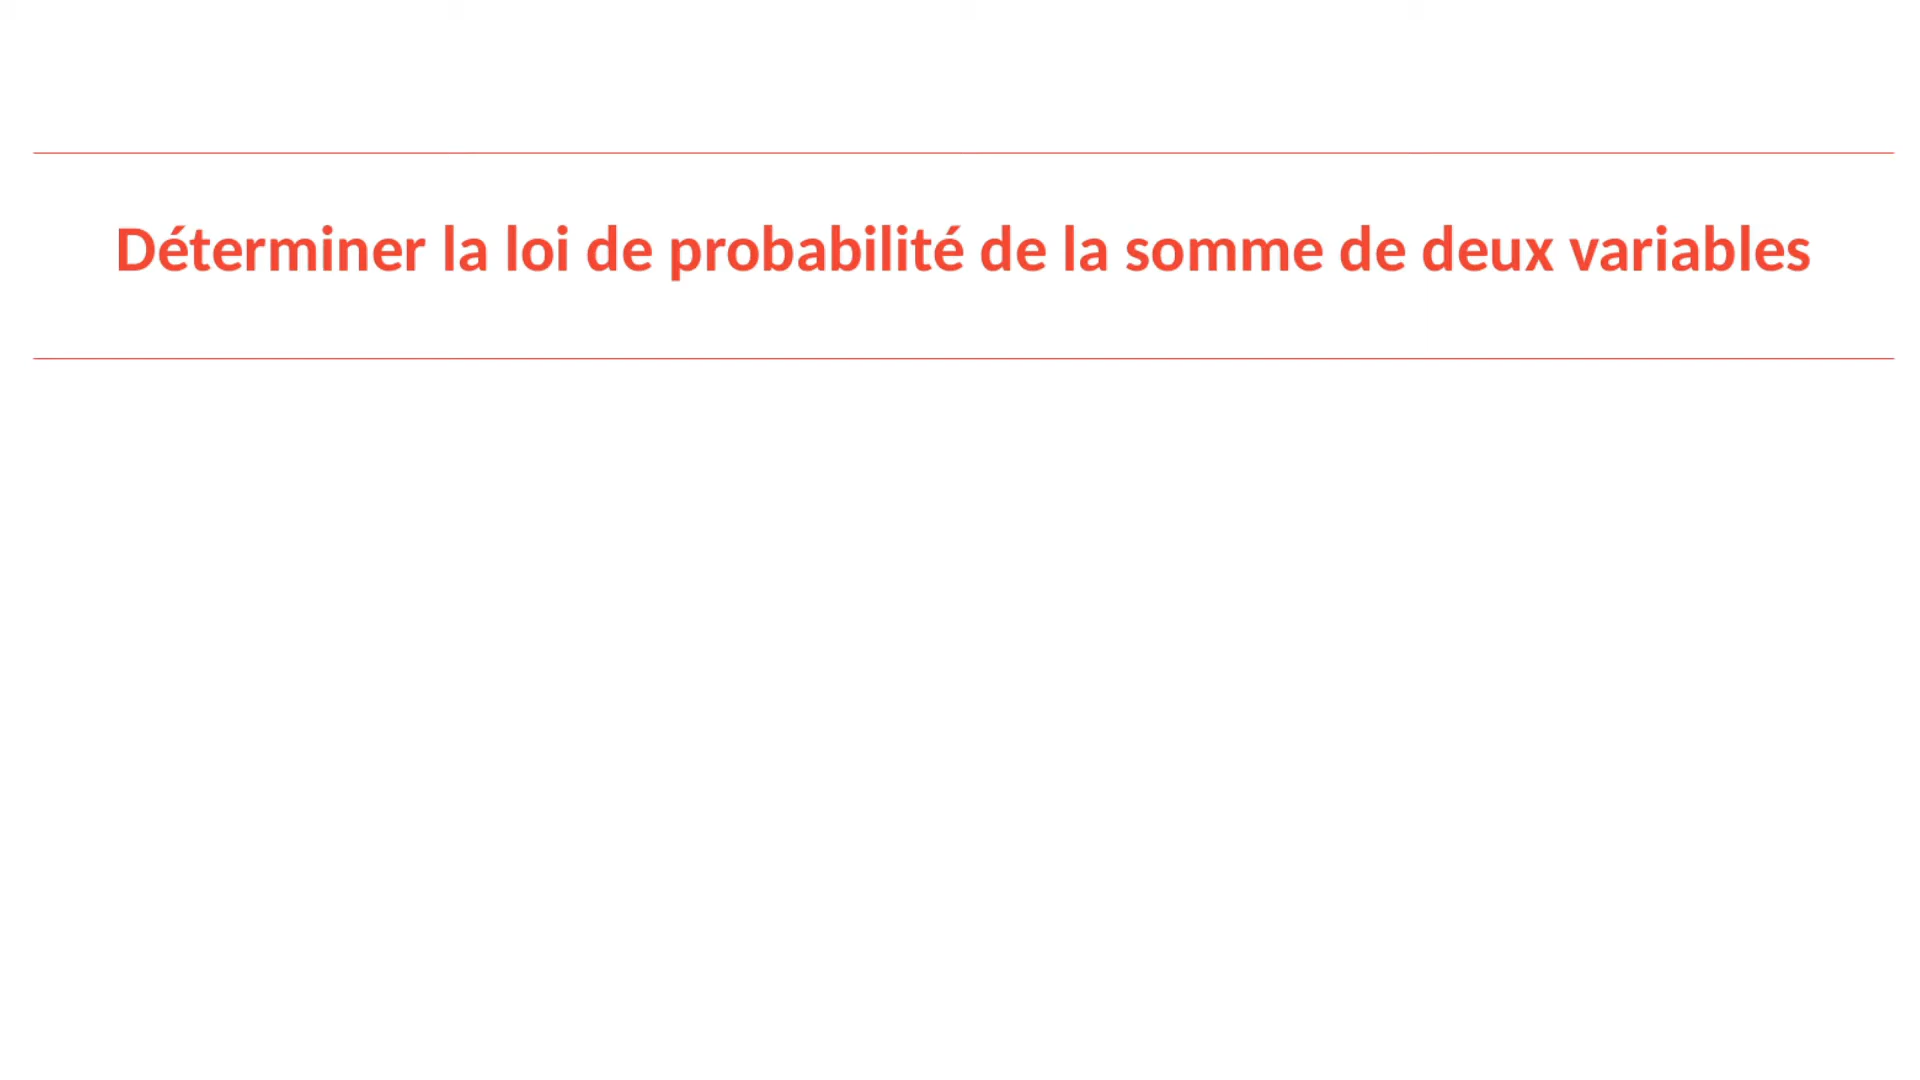 Déterminer la loi de probabilité de la somme de deux variables